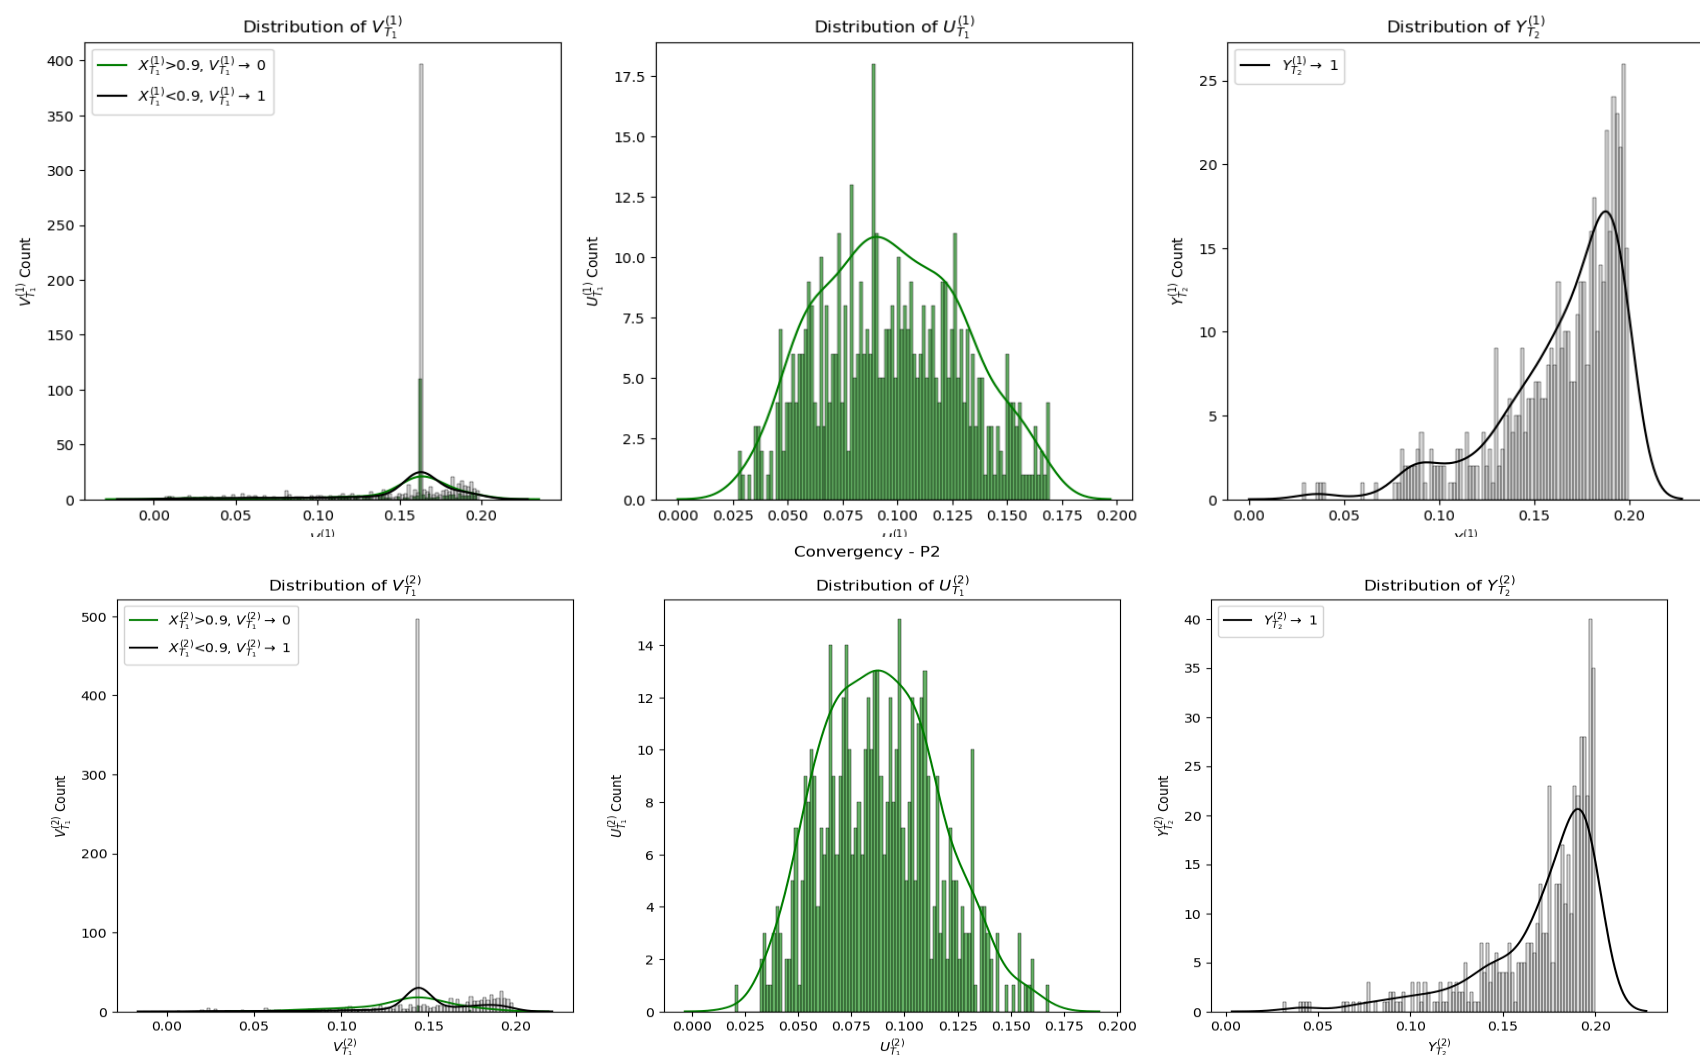 Distribution of $V_{T_1}^{(1)}$
$X_{T_1}^{(1)}$>0.9, $V_{T_1}^{(1)}$→ 0
$X_{T_1}^{(1)}$<0.9, $V_{T_1}^{(1)}$→ 1
400
350
300
250
200
150
100
50
0
$V_{T_1}^{(1)}$ Count
0.00 0.05 0.10 0.15 0.20
Distribution of $U_{T_1}^{(1)}$
17.5
15.0
12.5
10.0
7.5
5.0
2.5
0.0
$U_{T_1}^{(1)}$ Count
0.000 0.025 0.050 0.075 0.100 0.125 0.150 0.175 0.200
Distribution of $Y_{T_2}^{(1)}$
$Y_{T_2}^{(1)}$→ 1
25
20
15
10
5
0
$Y_{T_2}^{(1)}$ Count
0.00 0.05 0.10 0.15 0.20
Convergency - P2
Distribution of $V_{T_1}^{(2)}$
$X_{T_1}^{(2)}$>0.9, $V_{T_1}^{(2)}$→ 0
$X_{T_1}^{(2)}$<0.9, $V_{T_1}^{(2)}$→ 1
500
400
300
200
100
0
$V_{T_1}^{(2)}$ Count
0.00 0.05 0.10 0.15 0.20
$V_{T_1}^{(2)}$
Distribution of $U_{T_1}^{(2)}$
14
12
10
8
6
4
2
0
$U_{T_1}^{(2)}$ Count
0.000 0.025 0.050 0.075 0.100 0.125 0.150 0.175 0.200
$U_{T_1}^{(2)}$
Distribution of $Y_{T_2}^{(2)}$
$Y_{T_2}^{(2)}$→ 1
40
35
30
25
20
15
10
5
0
$Y_{T_2}^{(2)}$ Count
0.00 0.05 0.10 0.15 0.20
$Y_{T_2}^{(2)}$